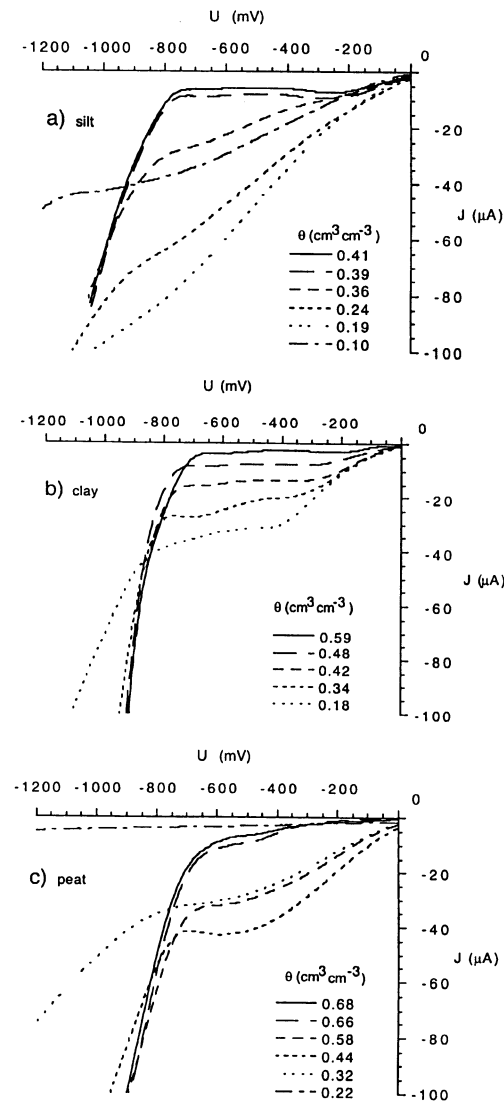 U (mV)
-1200 -1000 -800 -600 -400 -200 0
a) silt
-20
-40
J (µA)
-60
-80
-100
θ (cm³cm⁻³)
0.41
0.39
0.36
0.24
0.19
0.10
U (mV)
-1200 -1000 -800 -600 -400 -200 0
b) clay
-20
-40
J (µA)
-60
-80
-100
θ (cm³cm⁻³)
0.59
0.48
0.42
0.34
0.18
U (mV)
-1200 -1000 -800 -600 -400 -200 0
c) peat
-20
-40
J (µA)
-60
-80
-100
θ (cm³cm⁻³)
0.68
0.66
0.58
0.44
0.32
0.22